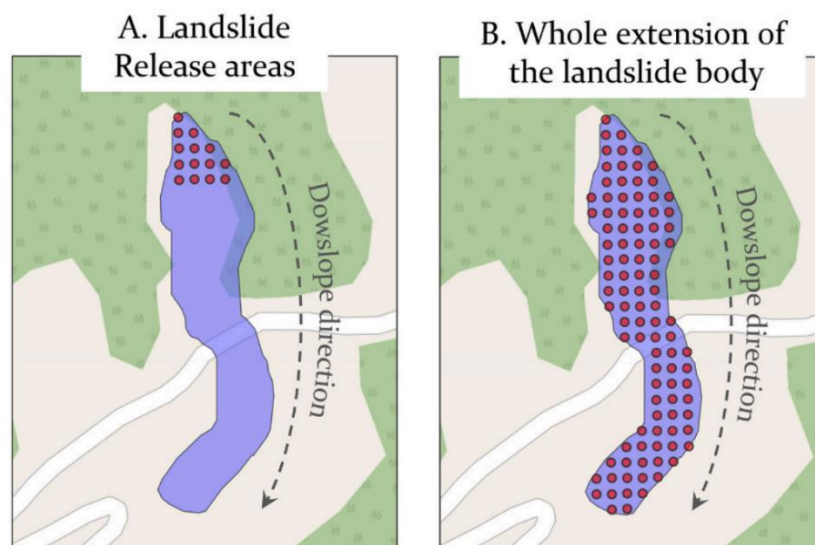 A. Landslide
Release areas
Dowslope direction
B. Whole extension of
the landslide body
Dowslope direction